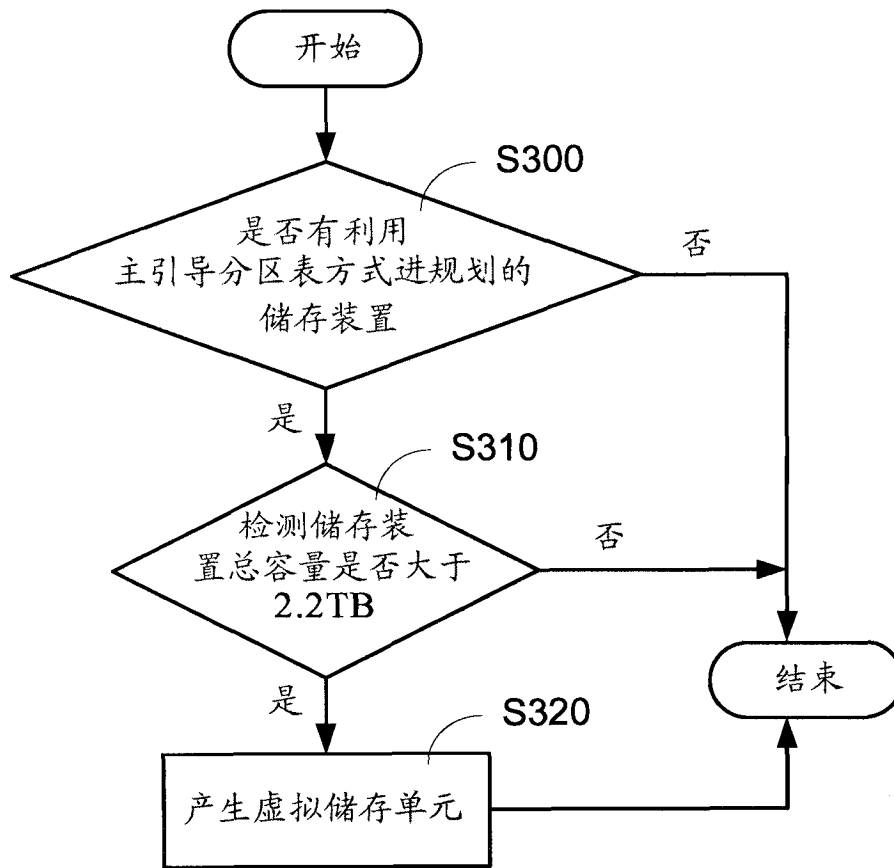 开始
S300
是否有利用
主引导分区表方式进规划的
储存装置
否
是
S310
检测储存装
置总容量是否大于
2.2TB
否
是
结束
S320
产生虚拟储存单元